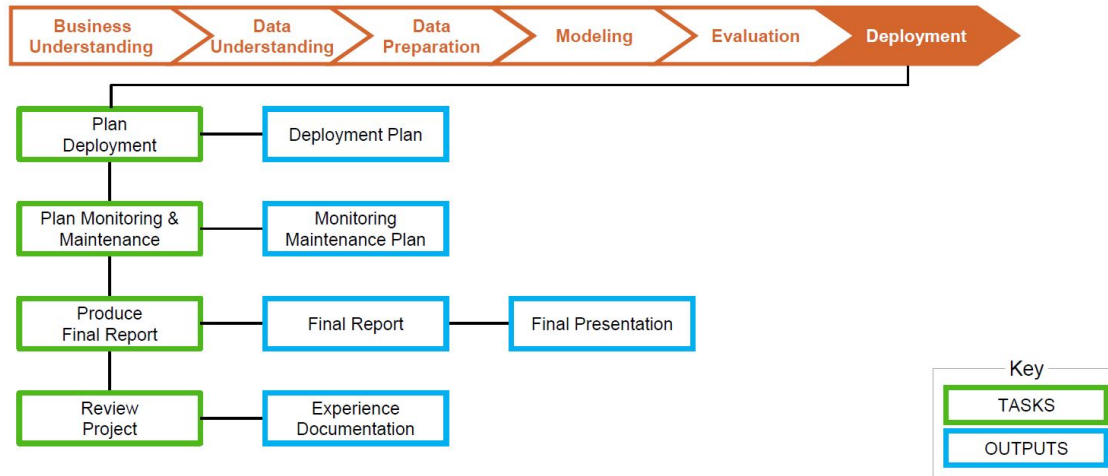 Business
Understanding
Data
Understanding
Data
Preparation
Modeling
Evaluation
Deployment
Plan
Deployment
Deployment Plan
Plan Monitoring &
Maintenance
Monitoring
Maintenance Plan
Produce
Final Report
Final Report
Final Presentation
Review
Project
Experience
Documentation
Key
TASKS
OUTPUTS